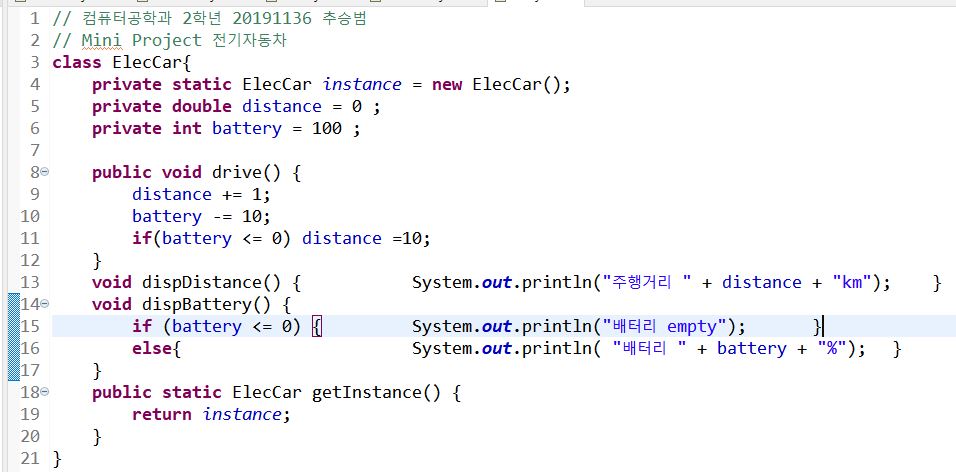 1 // 컴퓨터공학과 2학년 20191136 추승범
2 // Mini Project 전기자동차
3 class ElecCar{
4     private static ElecCar instance = new ElecCar();
5     private double distance = 0 ;
6     private int battery = 100 ;
7
8     public void drive() {
9         distance += 1;
10         battery -= 10;
11         if(battery <= 0) distance =10;
12     }
13     void dispDistance() {           System.out.println("주행거리 " + distance + "km");    }
14     void dispBattery() {
15         if (battery <= 0) {         System.out.println("배터리 empty");       }
16         else{                       System.out.println( "배터리 " + battery + "%");   }
17     }
18     public static ElecCar getInstance() {
19         return instance;
20     }
21 }